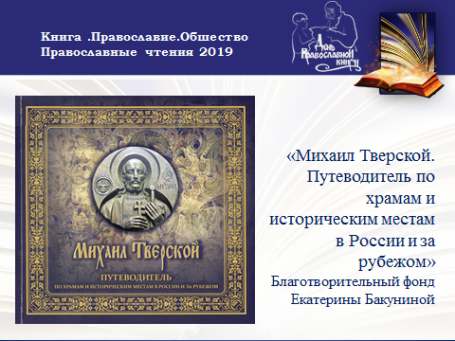 Книга .Православие.Обшество
Православные чтения 2019
День
Православной
книги
МИХАИЛ ТВЕРСКОЙ
ПУТЕВОДИТЕЛЬ
ПО ХРАМАМ И ИСТОРИЧЕСКИМ МЕСТАМ В РОССИИ И ЗА РУБЕЖОМ
«Михаил Тверской.
Путеводитель по
храмам и
историческим местам
в России и за
рубежом»
Благотворительный фонд
Екатерины Бакуниной